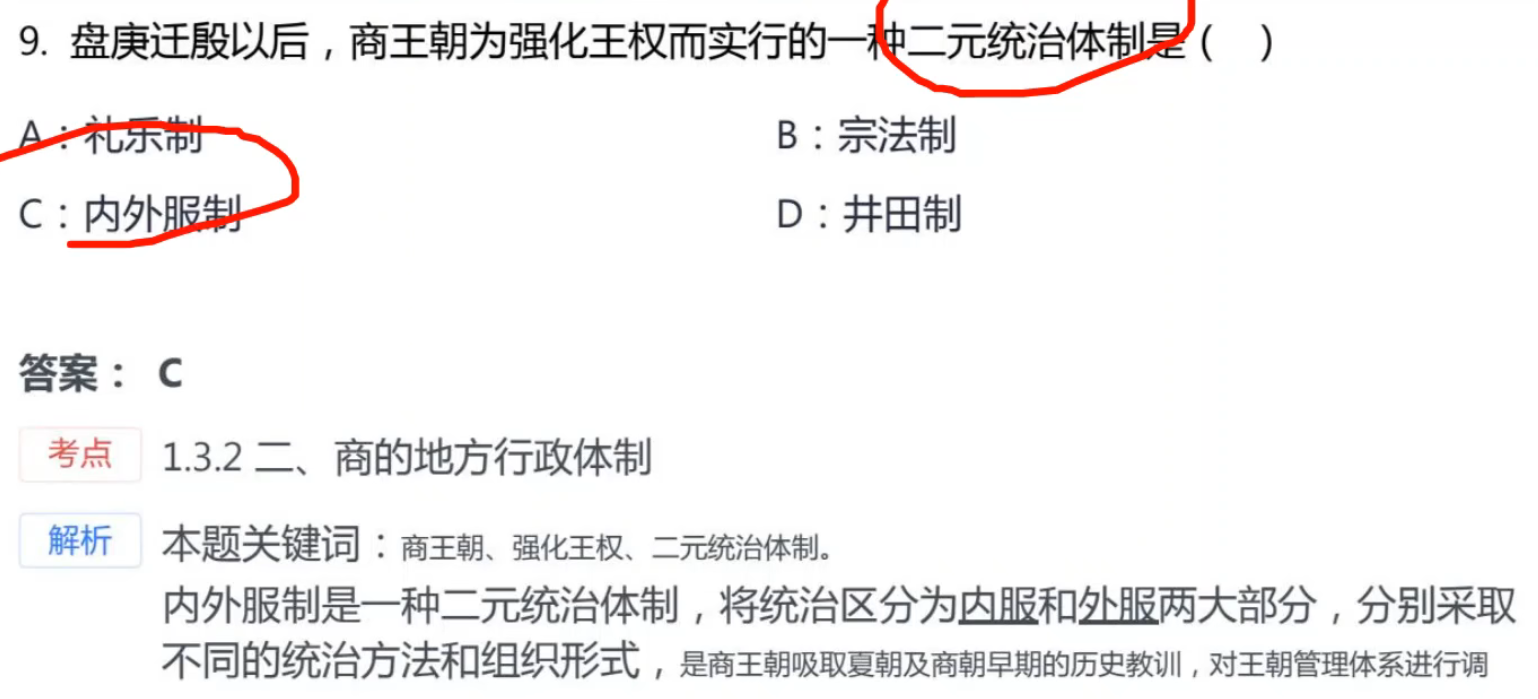 9. 盘庚迁殷以后，商王朝为强化王权而实行的一种二元统治体制是（ ）
A：礼乐制
B：宗法制
C：内外服制
D：井田制
答案： C
考点 1.3.2 二、商的地方行政体制
解析 本题关键词：商王朝、强化王权、二元统治体制。
内外服制是一种二元统治体制，将统治区分为内服和外服两大部分，分别采取
不同的统治方法和组织形式，是商王朝吸取夏朝及商朝早期的历史教训，对王朝管理体系进行调